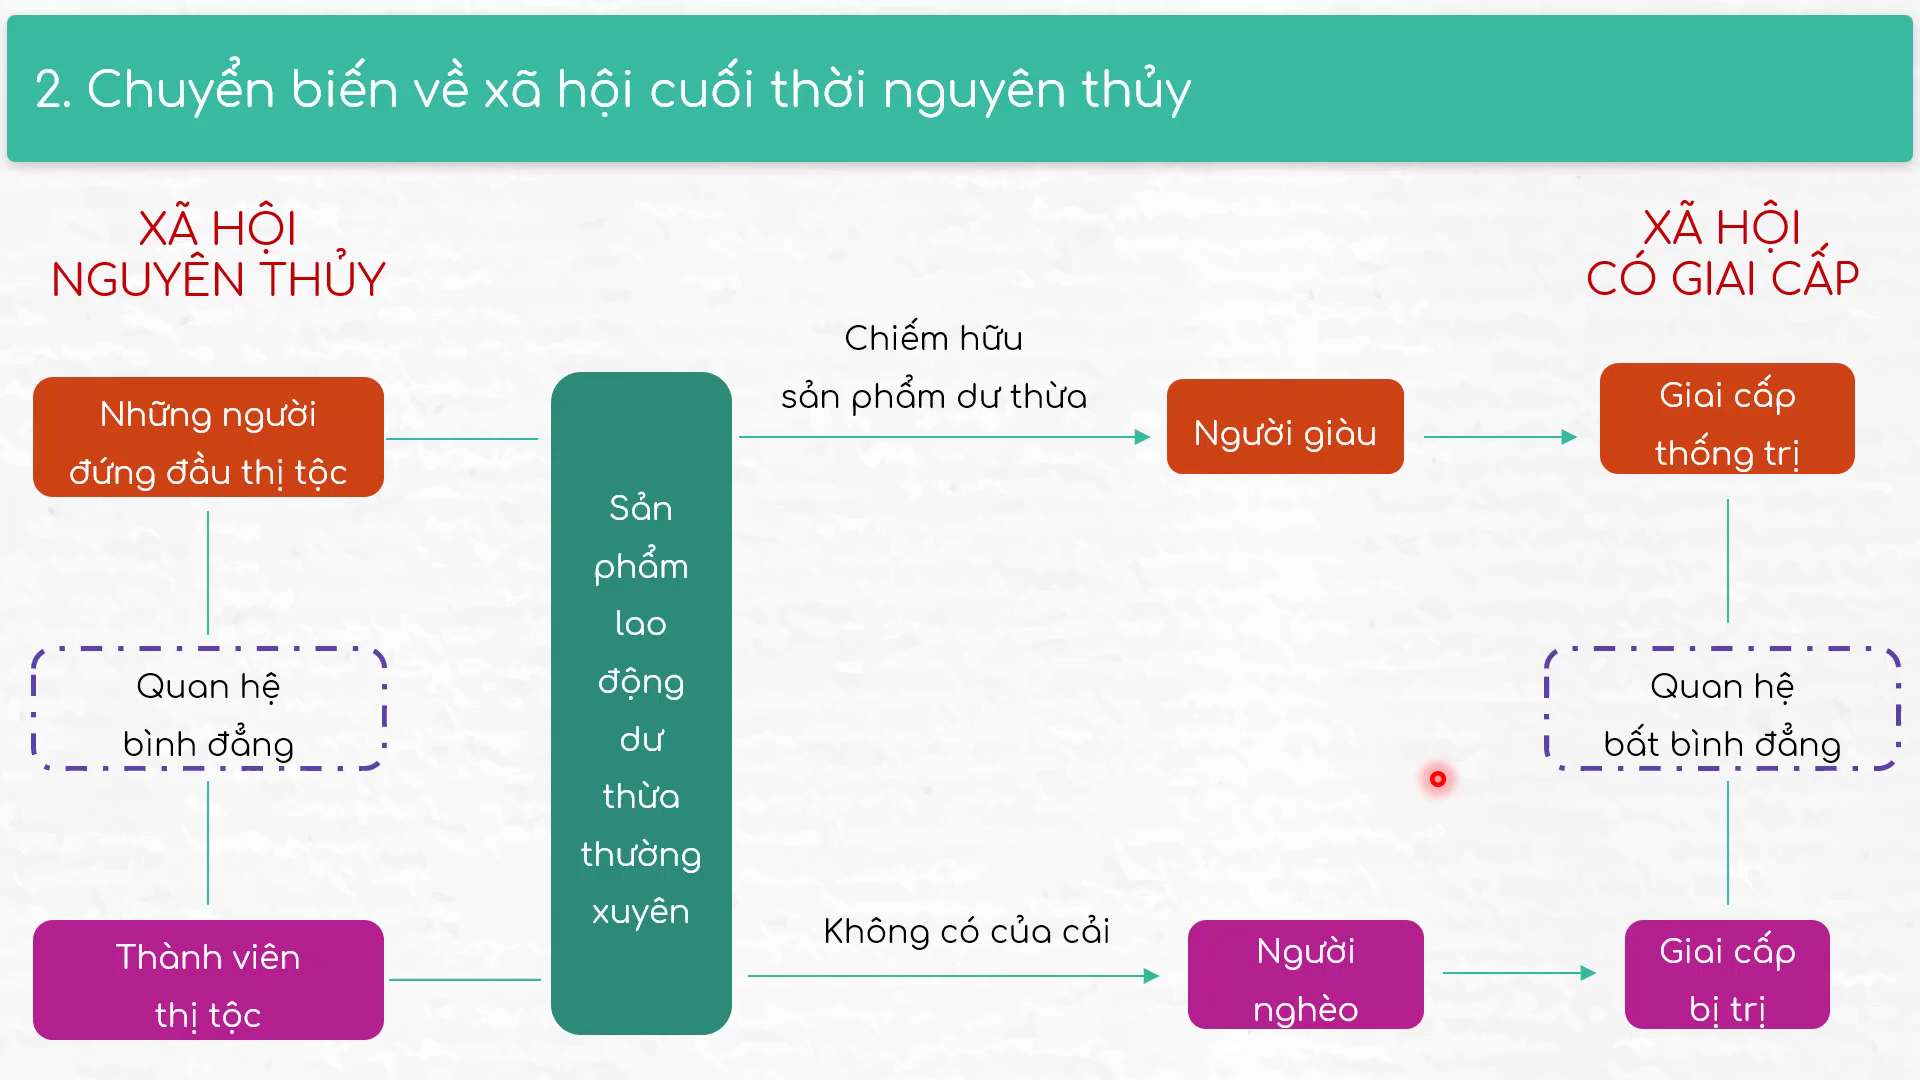 2. Chuyển biến về xã hội cuối thời nguyên thủy
XÃ HỘI
NGUYÊN THỦY
XÃ HỘI
CÓ GIAI CẤP
Những người
đứng đầu thị tộc
Quan hệ
bình đẳng
Thành viên
thị tộc
Sản
phẩm
lao
động
dư
thừa
thường
xuyên
Chiếm hữu
sản phẩm dư thừa
Không có của cải
Người giàu
Người
nghèo
Giai cấp
thống trị
Quan hệ
bất bình đẳng
Giai cấp
bị trị